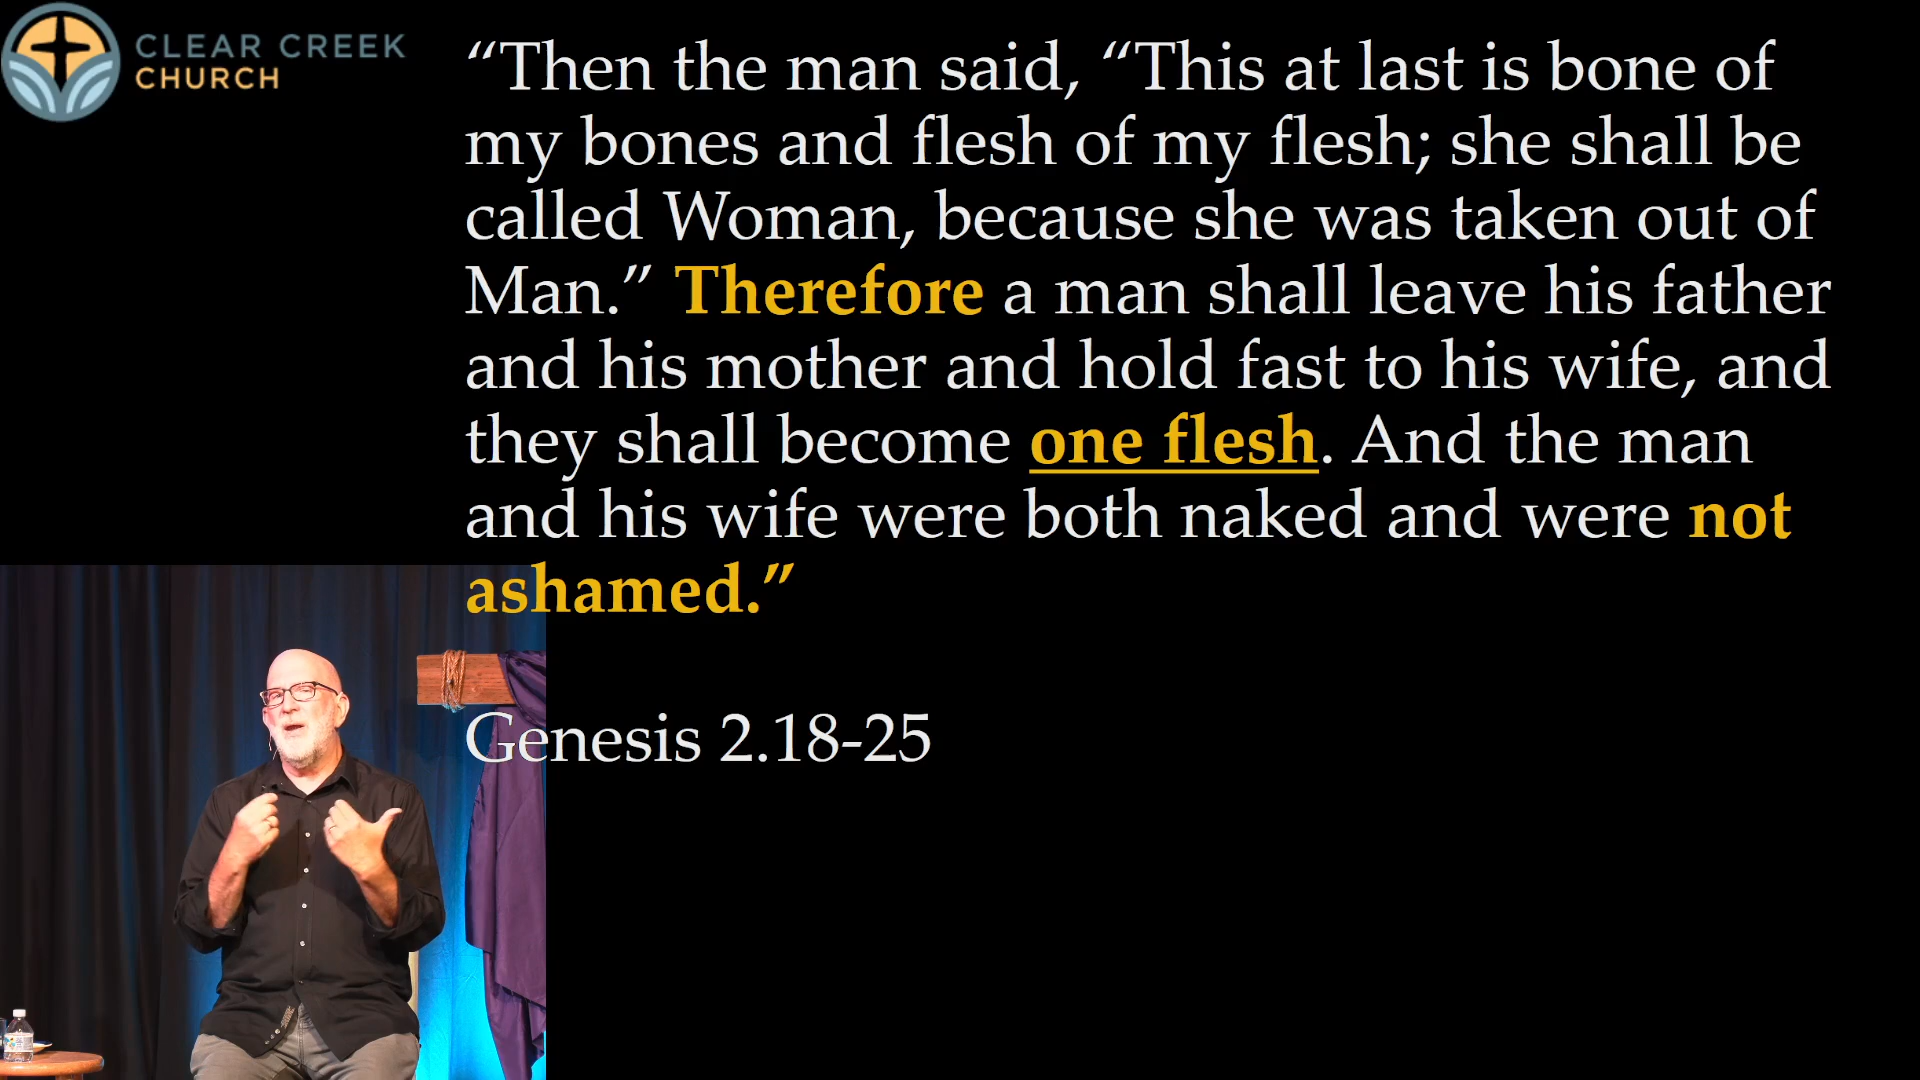 CLEAR CREEK
CHURCH
“Then the man said, “This at last is bone of
my bones and flesh of my flesh; she shall be
called Woman, because she was taken out of
Man.” Therefore a man shall leave his father
and his mother and hold fast to his wife, and
they shall become one flesh. And the man
and his wife were both naked and were not
ashamed.”
Genesis 2.18-25